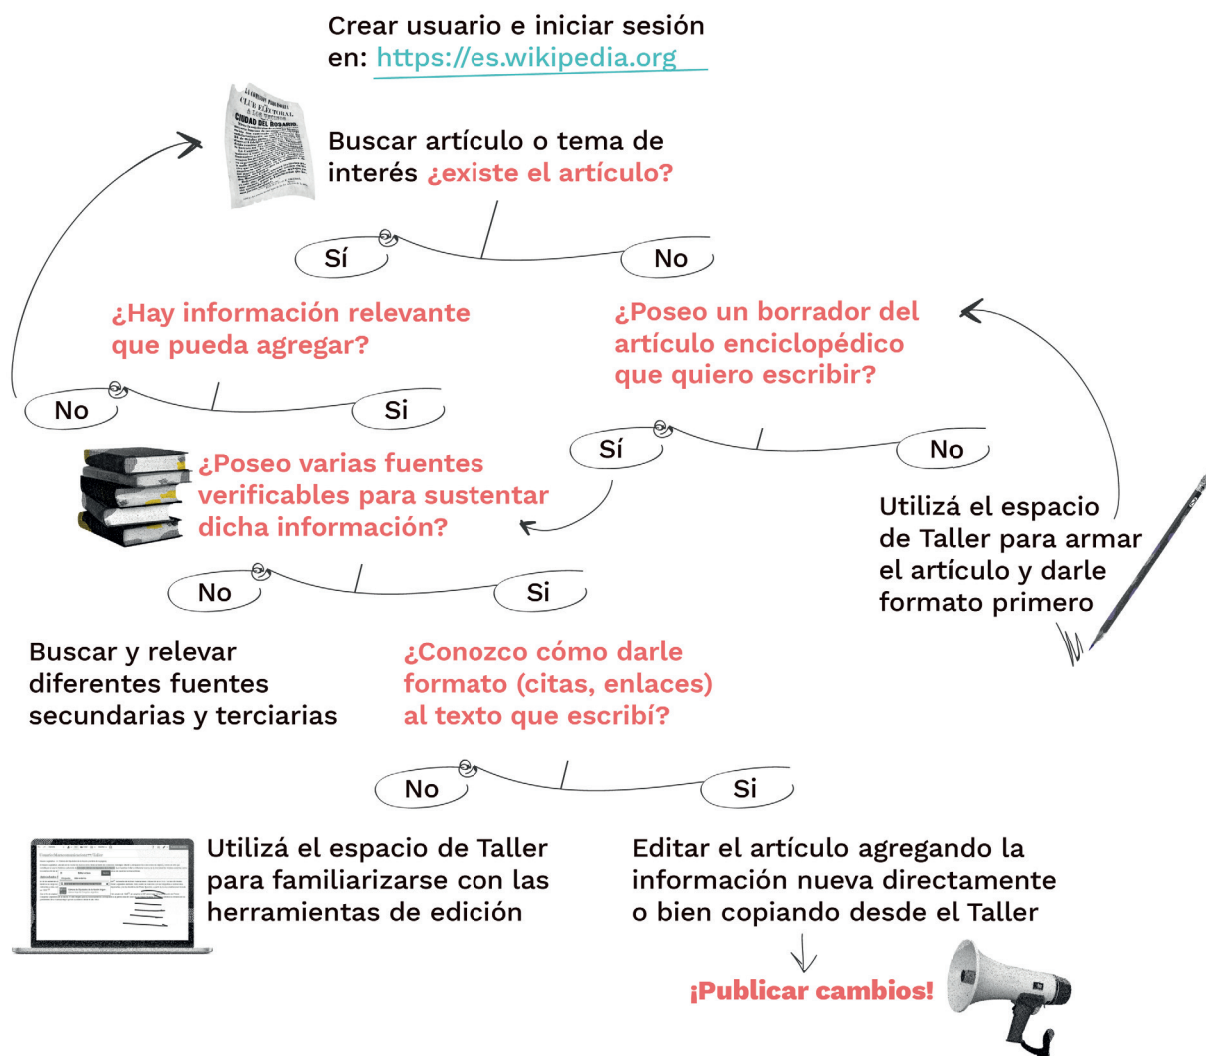 Crear usuario e iniciar sesión
en: https://es.wikipedia.org
CLUB ELECTORAL
CIUDAD DEL ROSARIO
Buscar artículo o tema de
interés ¿existe el artículo?
Sí
No
¿Hay información relevante
que pueda agregar?
No
Si
¿Poseo un borrador del
artículo enciclopédico
que quiero escribir?
Sí
No
¿Poseo varias fuentes
verificables para sustentar
dicha información?
Utilizá el espacio
de Taller para armar
el artículo y darle
formato primero
No
Si
Buscar y relevar
diferentes fuentes
secundarias y terciarias
¿Conozco cómo darle
formato (citas, enlaces)
al texto que escribí?
No
Si
Utilizá el espacio de Taller
para familiarizarse con las
herramientas de edición
Editar el artículo agregando la
información nueva directamente
o bien copiando desde el Taller
¡Publicar cambios!